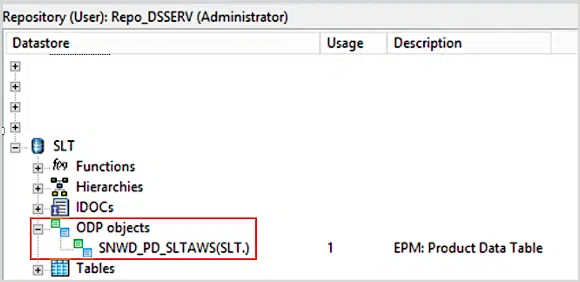 Repository (User): Repo_DSSERV (Administrator)
Datastore Usage Description
SLT
f(x) Functions
Hierarchies
IDOCs
ODP objects
SNWD_PD_SLTAWS(SLT.) 1 EPM: Product Data Table
Tables